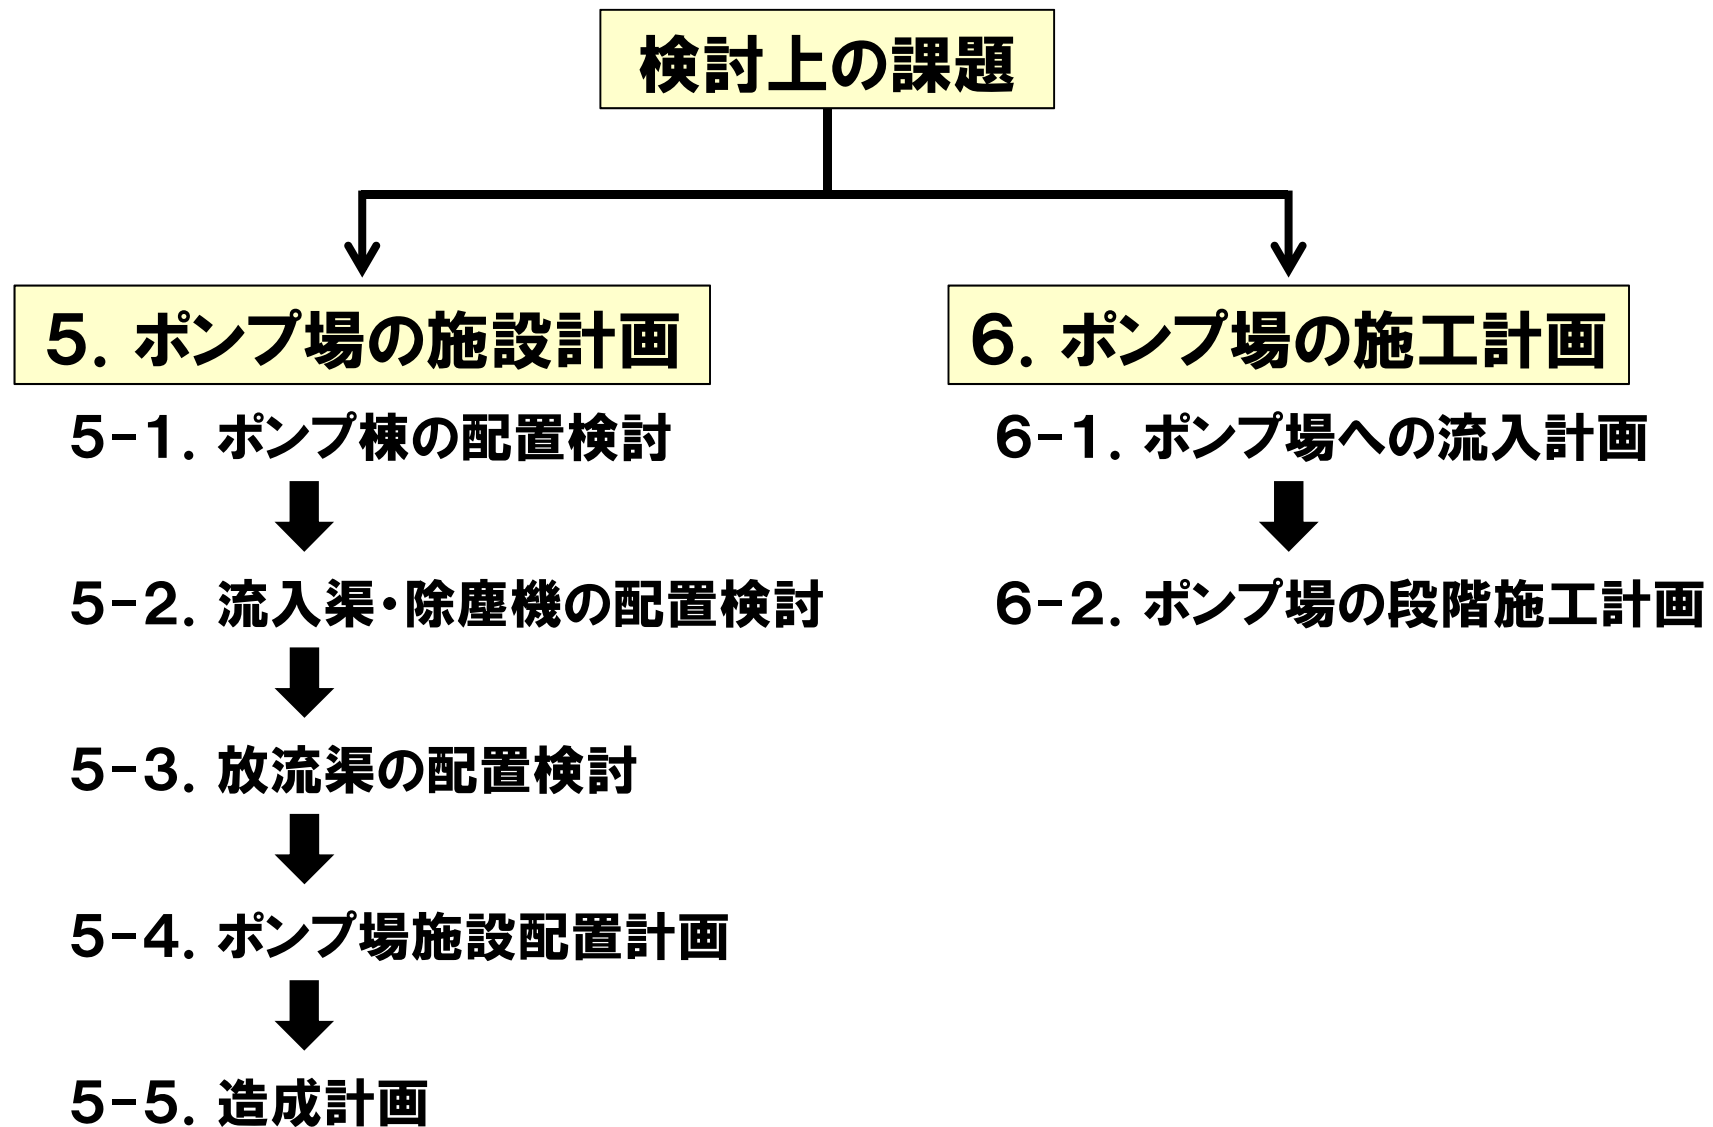 検討上の課題
５．ポンプ場の施設計画
５－１．ポンプ棟の配置検討
５－２．流入渠・除塵機の配置検討
５－３．放流渠の配置検討
５－４．ポンプ場施設配置計画
５－５．造成計画
６．ポンプ場の施工計画
６－１．ポンプ場への流入計画
６－２．ポンプ場の段階施工計画